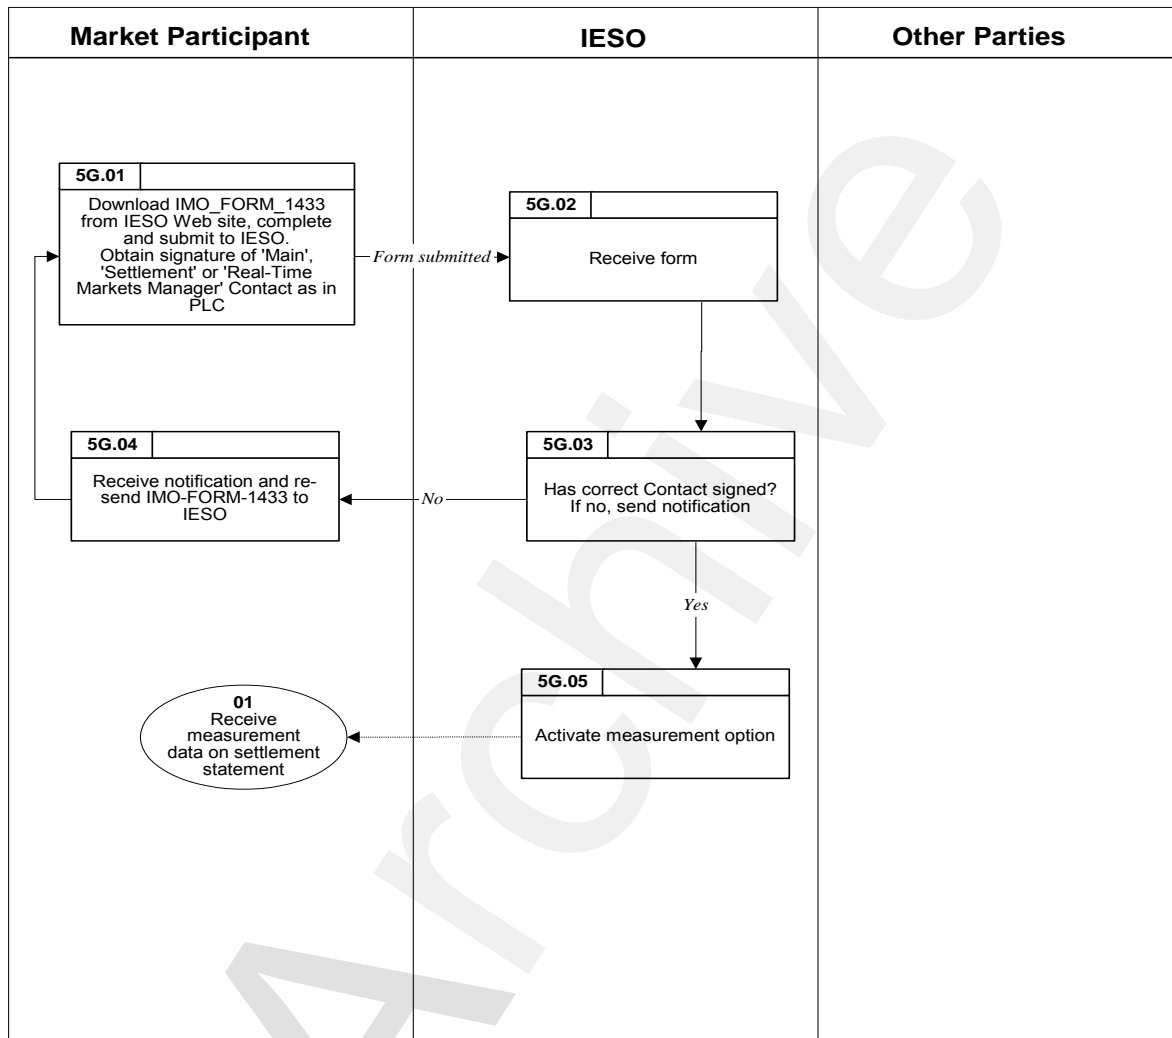 Market Participant
IESO
Other Parties
5G.01
Download IMO_FORM_1433
from IESO Web site, complete
and submit to IESO.
Obtain signature of 'Main',
'Settlement' or 'Real-Time
Markets Manager' Contact as in
PLC
Form submitted
5G.02
Receive form
5G.04
Receive notification and re-
send IMO-FORM-1433 to
IESO
No
5G.03
Has correct Contact signed?
If no, send notification
Yes
01
Receive
measurement
data on settlement
statement
5G.05
Activate measurement option
Archive